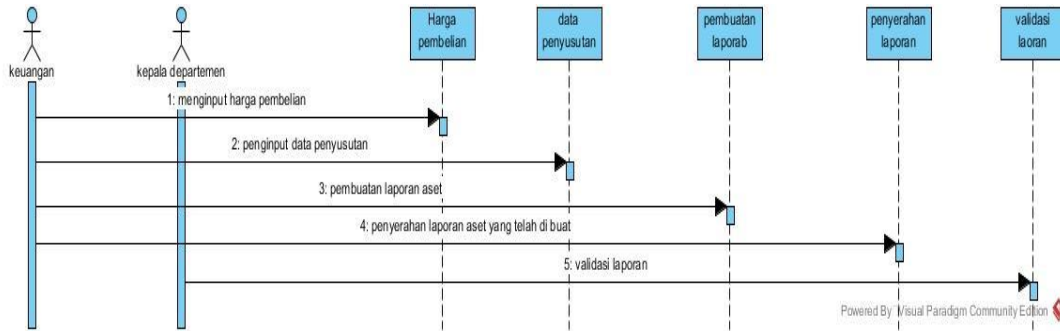 Harga
pembelian
data
penyusutan
pembuatan
laporab
penyerahan
laporan
validasi
laoran
keuangan
kepala departemen
1: menginput harga pembelian
2: penginput data penyusutan
3: pembuatan laporan aset
4: penyerahan laporan aset yang telah di buat
5: validasi laporan
Powered By Visual Paradigm Community Edition